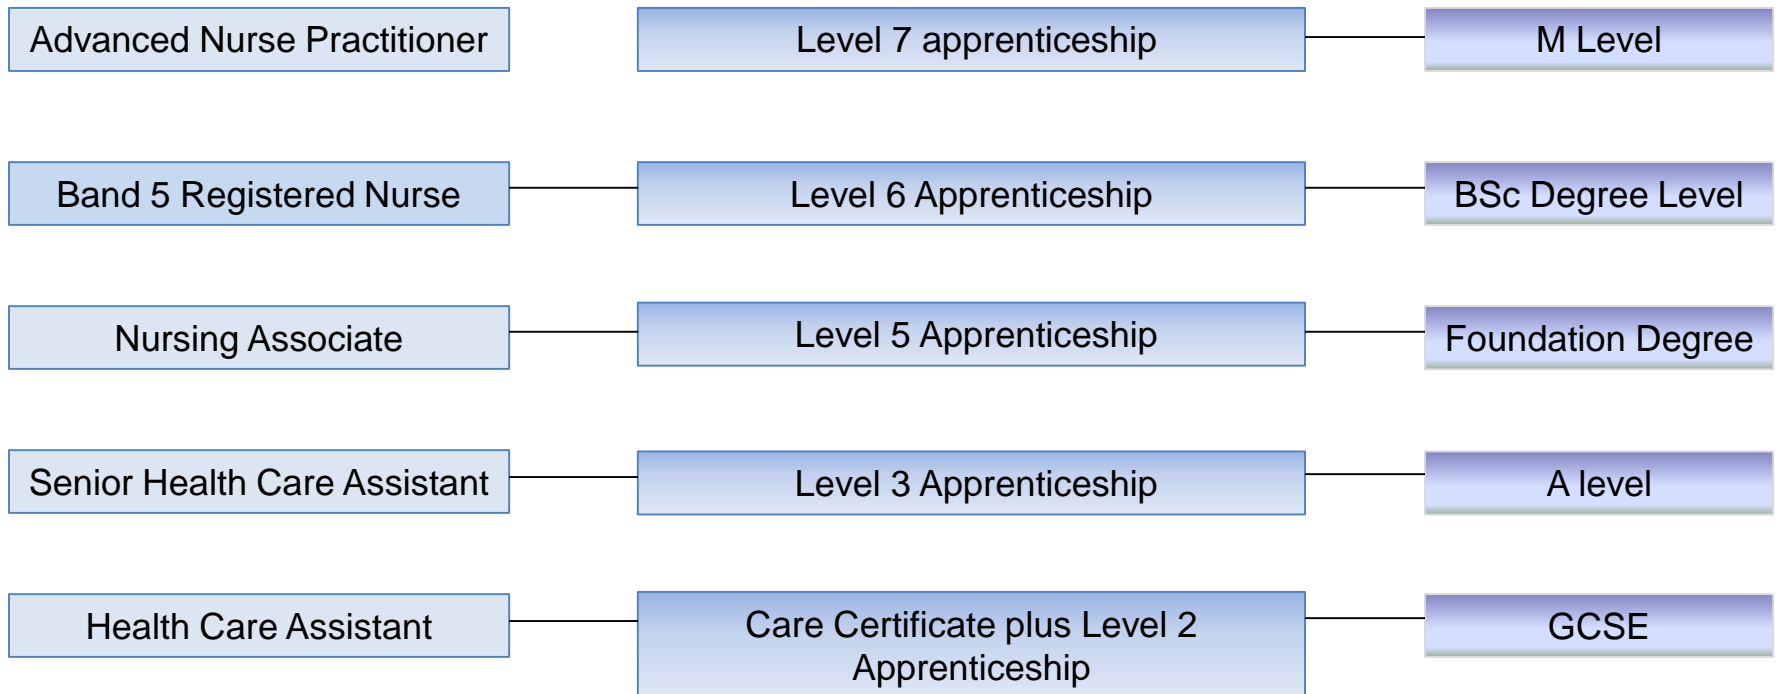 Advanced Nurse Practitioner
Level 7 apprenticeship
M Level
Band 5 Registered Nurse
Level 6 Apprenticeship
BSc Degree Level
Nursing Associate
Level 5 Apprenticeship
Foundation Degree
Senior Health Care Assistant
Level 3 Apprenticeship
A level
Health Care Assistant
Care Certificate plus Level 2
Apprenticeship
GCSE